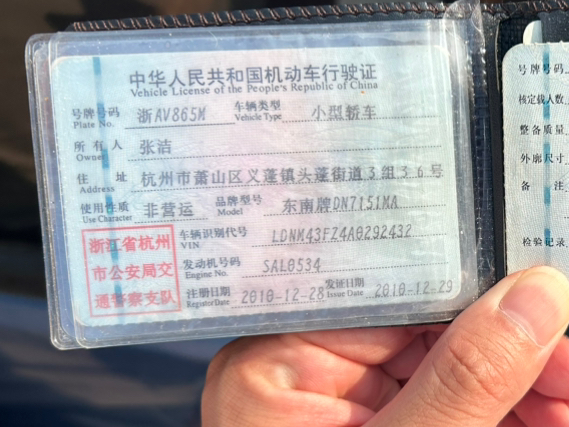 中华人民共和国机动车行驶证
Vehicle License of the People's Republic of China
号牌号码 Plate No. 浙AV865M 车辆类型 Vehicle Type 小型轿车
所有人 Owner 张洁
住址 Address 杭州市萧山区义蓬镇头蓬街道3组36号
使用性质 Use Character 非营运 品牌型号 Model 东南牌DN7151MA
浙江省杭州
市公安局交
通警察支队
车辆识别代号 VIN LDNM43FZ4A0292432
发动机号码 Engine No. SAL0534
注册日期 Register Date 2010-12-28 发证日期 Issue Date 2010-12-29
号牌号码
核定载人数
整备质量
外廓尺寸
备注
检验记录